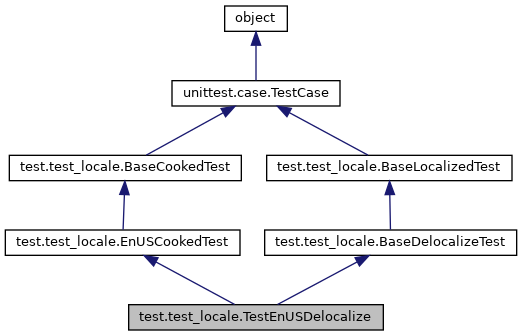 object
unittest.case.TestCase
test.test_locale.BaseCookedTest
test.test_locale.BaseLocalizedTest
test.test_locale.EnUSCookedTest
test.test_locale.BaseDelocalizeTest
test.test_locale.TestEnUSDelocalize